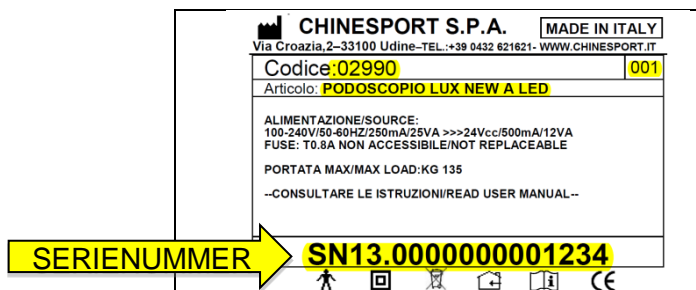 CHINESPORT S.P.A. MADE IN ITALY
Via Croazia,2–33100 Udine–TEL.:+39 0432 621621- WWW.CHINESPORT.IT
Codice:02990 001
Articolo: PODOSCOPIO LUX NEW A LED
ALIMENTAZIONE/SOURCE:
100-240V/50-60HZ/250mA/25VA >>>24Vcc/500mA/12VA
FUSE: T0.8A NON ACCESSIBILE/NOT REPLACEABLE
PORTATA MAX/MAX LOAD:KG 135
--CONSULTARE LE ISTRUZIONI/READ USER MANUAL--
SERIENUMMER SN13.0000000001234
CE